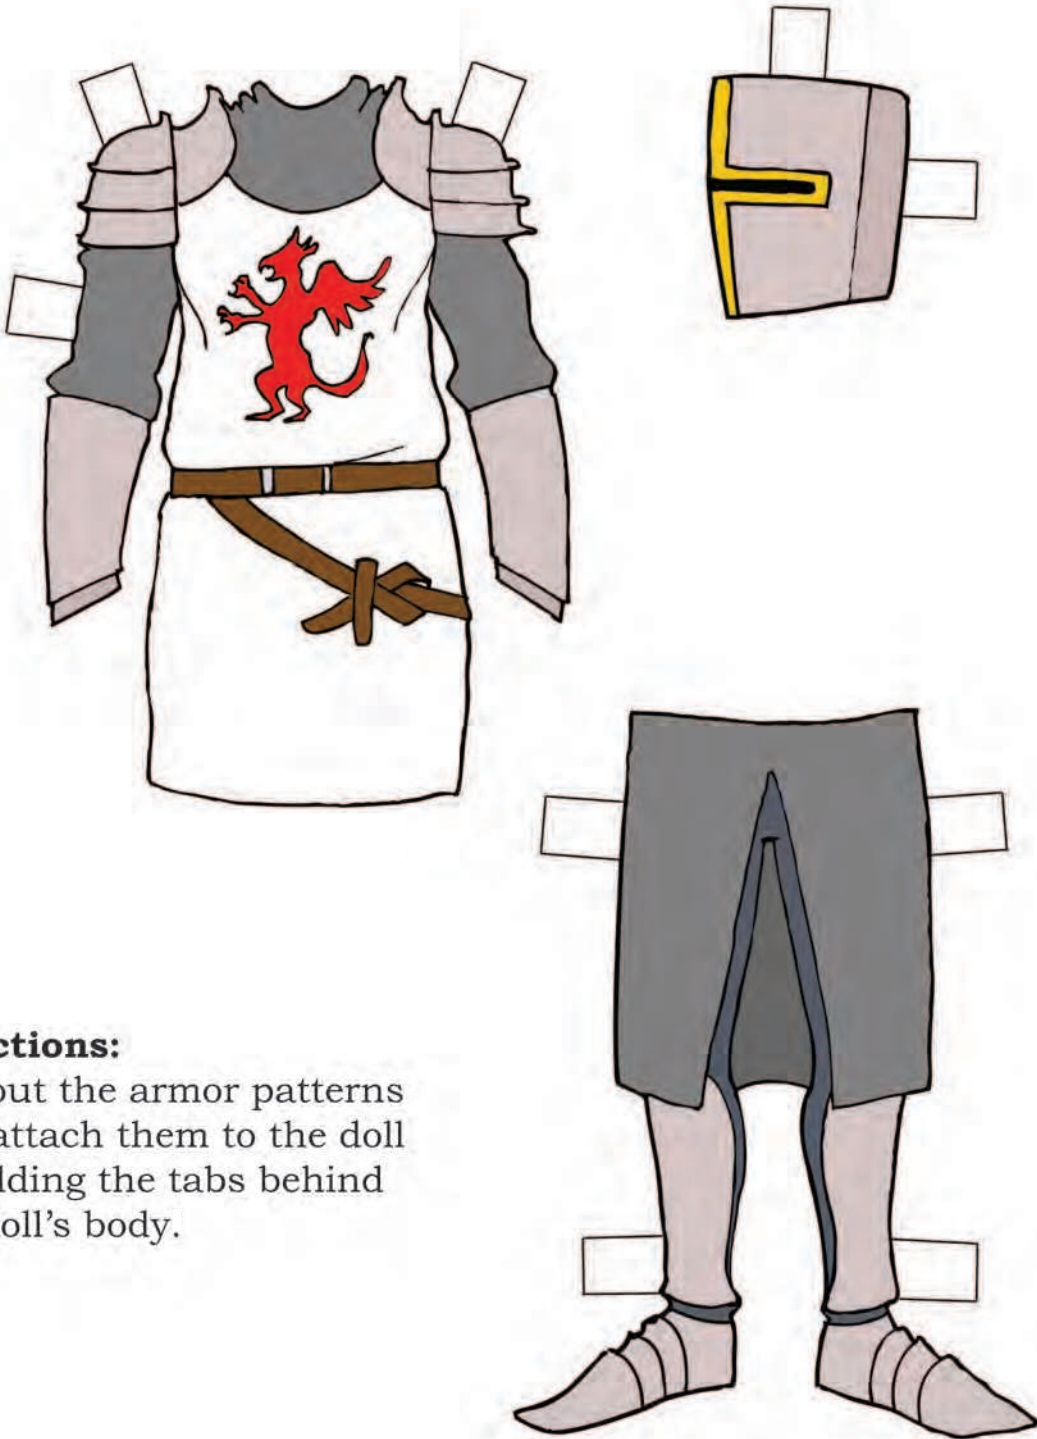 ctions:
out the armor patterns
attach them to the doll
lding the tabs behind
oll's body.